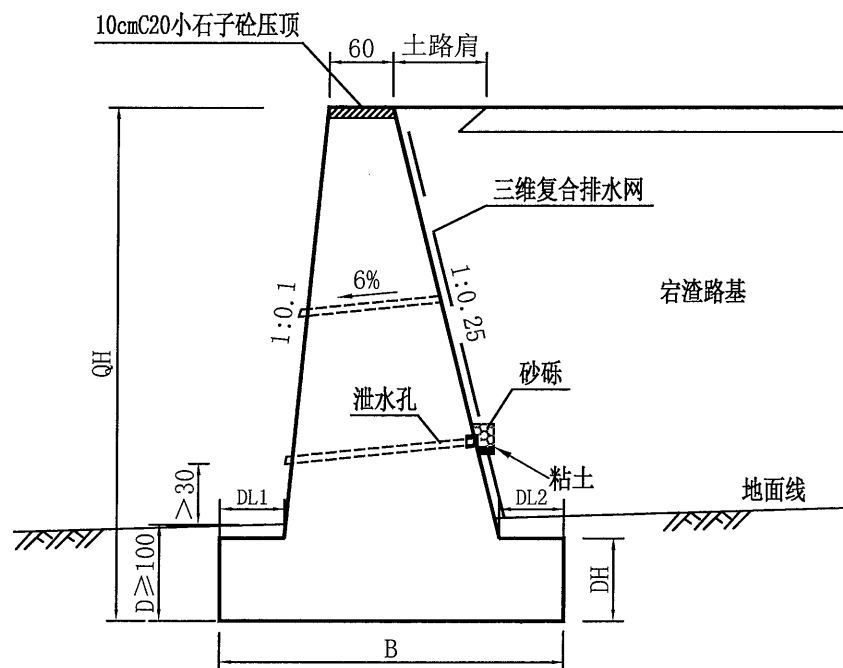 10cmC20小石子砼压顶
60
土路肩
三维复合排水网
6%
1:0.1
1:0.25
宕渣路基
QH
砂砾
泄水孔
粘土
>30
DL1
DL2
地面线
D≥100
DH
B